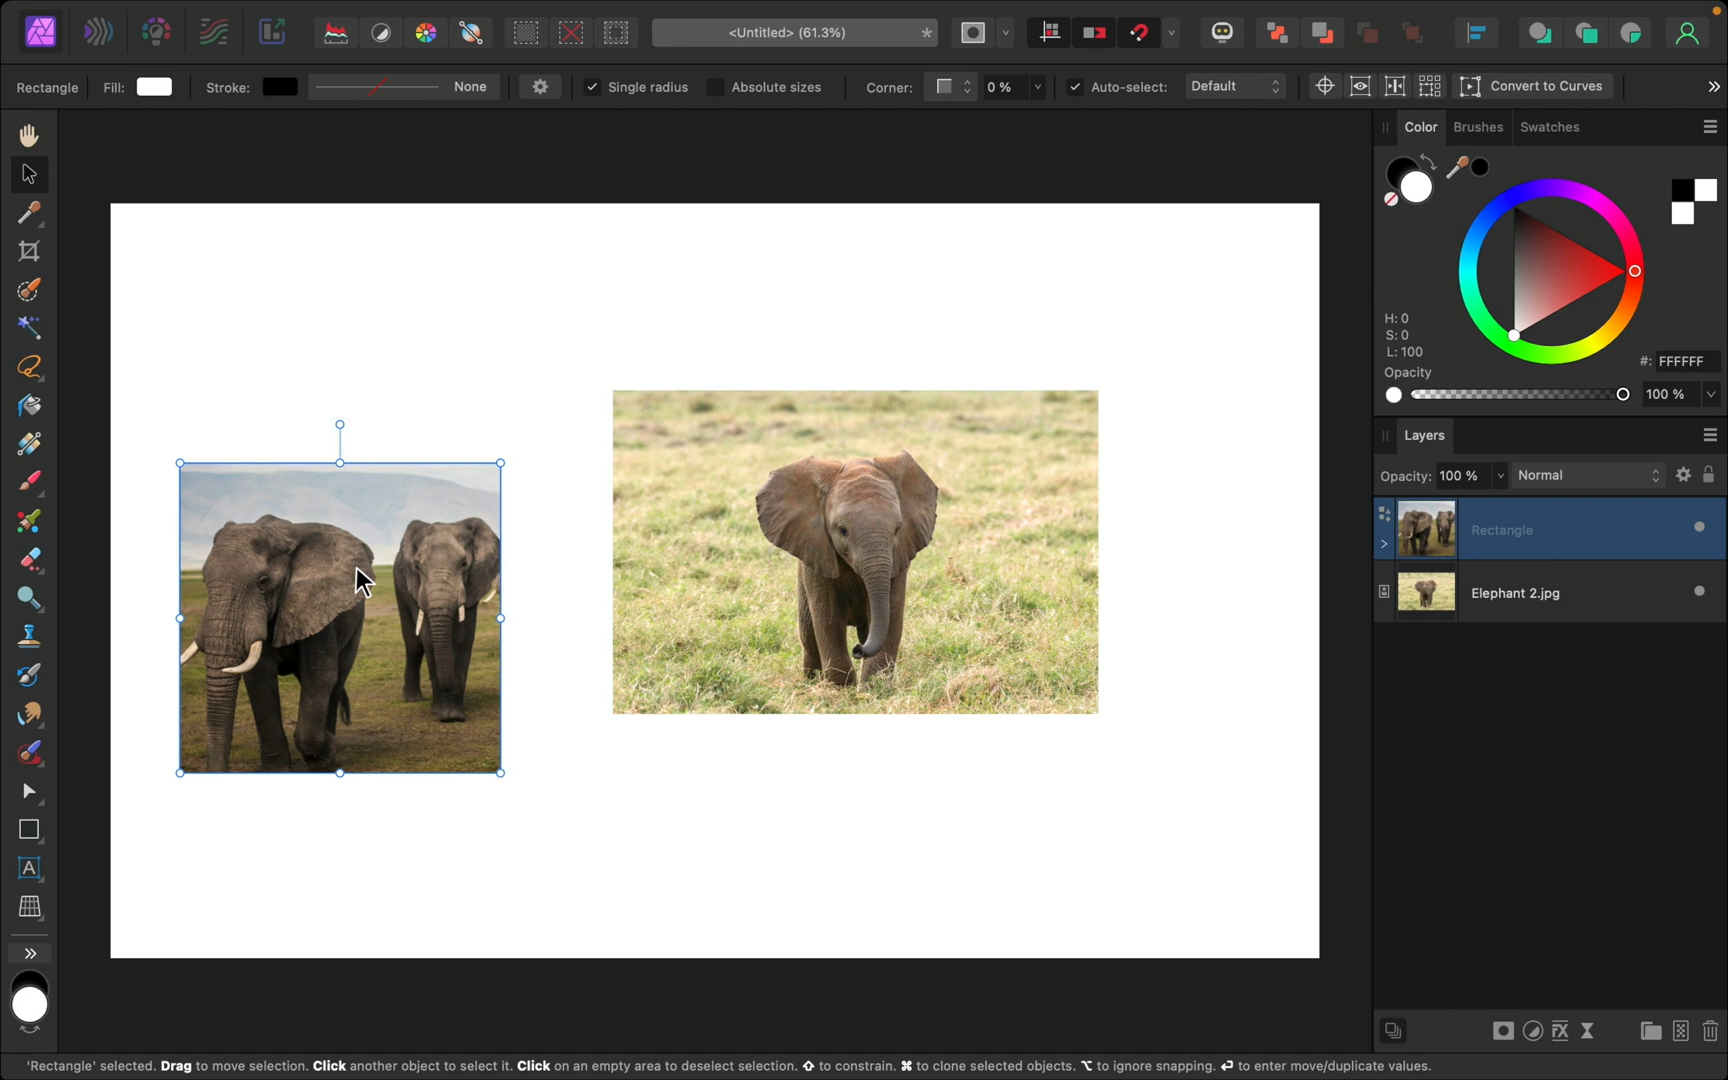 <Untitled> (61.3%)
*
Rectangle
Fill:
Stroke:
None
Single radius
Absolute sizes
Corner:
0 %
Auto-select:
Default
Convert to Curves
Color
Brushes
Swatches
H: 0
S: 0
L: 100
#: FFFFFF
Opacity
100 %
Layers
Opacity: 100 %
Normal
Rectangle
Elephant 2.jpg
A
FX
'Rectangle' selected. Drag to move selection. Click another object to select it. Click on an empty area to deselect selection. ⇧ to constrain. ⌘ to clone selected objects. ⌥ to ignore snapping. ↵ to enter move/duplicate values.